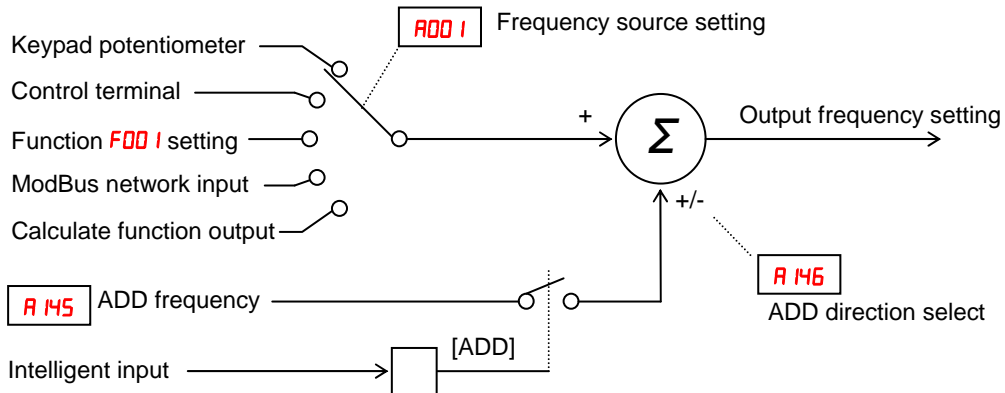 A001 Frequency source setting
Keypad potentiometer
Control terminal
Function F001 setting
ModBus network input
Calculate function output
+
Σ
Output frequency setting
+/-
A146
ADD direction select
A145 ADD frequency
[ADD]
Intelligent input